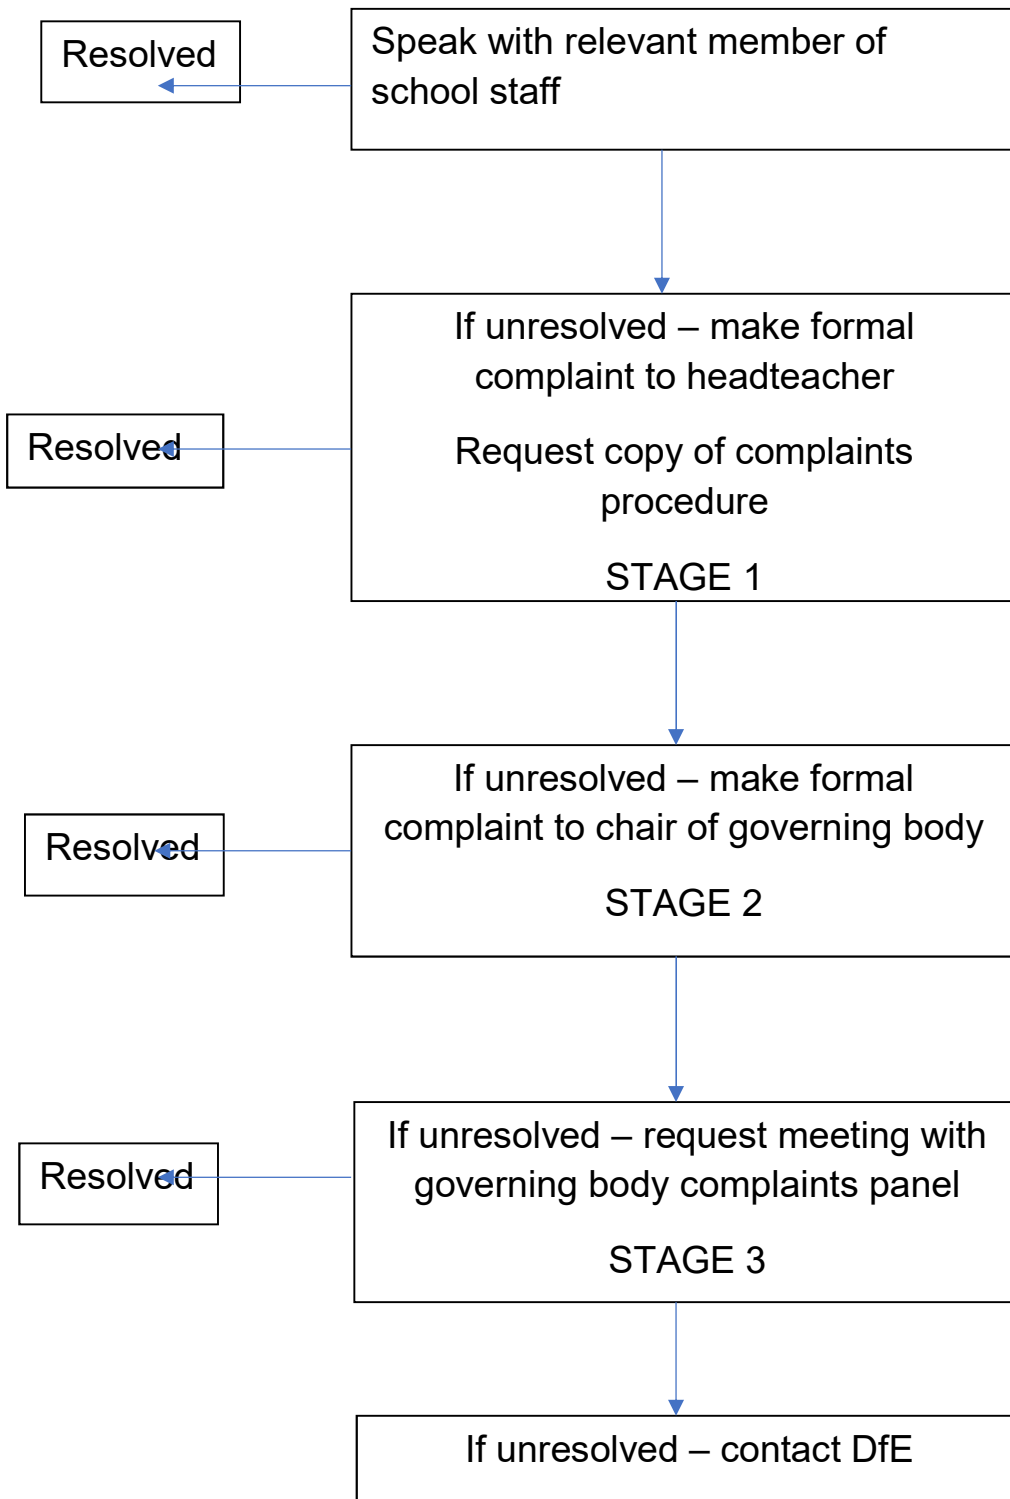 Resolved
Speak with relevant member of
school staff
If unresolved – make formal
complaint to headteacher
Resolved
Request copy of complaints
procedure
STAGE 1
If unresolved – make formal
complaint to chair of governing body
Resolved
STAGE 2
If unresolved – request meeting with
governing body complaints panel
Resolved
STAGE 3
If unresolved – contact DfE